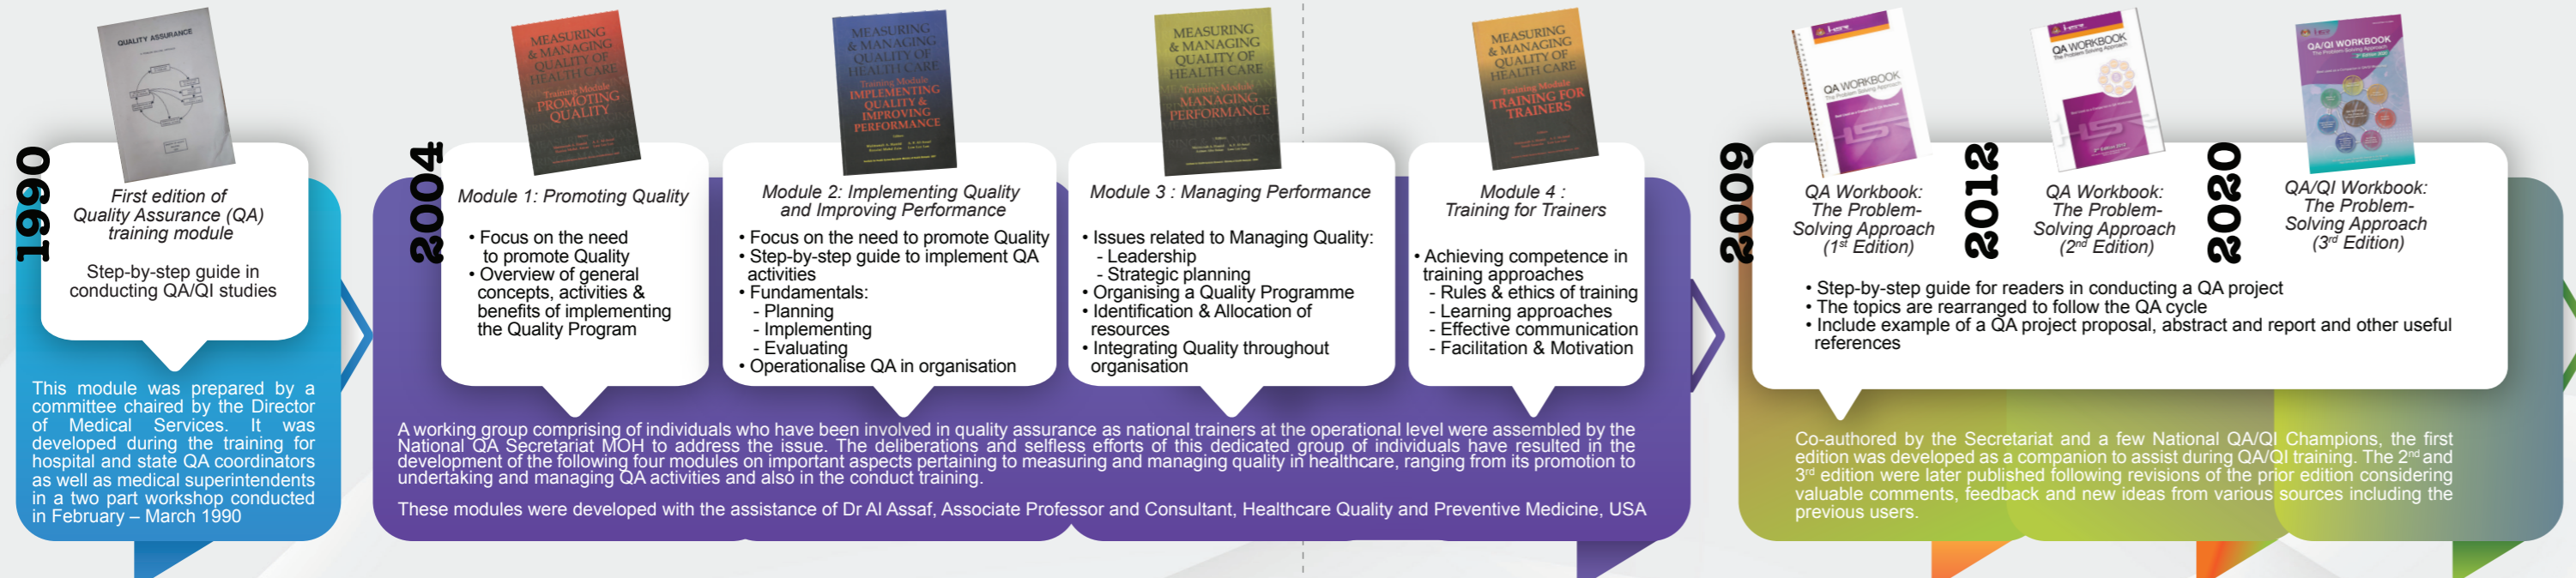 QUALITY ASSURANCE
1990
First edition of
Quality Assurance (QA)
training module
Step-by-step guide in
conducting QA/QI studies
This module was prepared by a
committee chaired by the Director
of Medical Services. It was
developed during the training for
hospital and state QA coordinators
as well as medical superintendents
in a two part workshop conducted
in February – March 1990
2004
MEASURING
& MANAGING
QUALITY OF
HEALTH CARE
Training Module
PROMOTING
QUALITY
Module 1: Promoting Quality
• Focus on the need
to promote Quality
• Overview of general
concepts, activities &
benefits of implementing
the Quality Program
MEASURING
& MANAGING
QUALITY OF
HEALTH CARE
Training Module
IMPLEMENTING
QUALITY &
IMPROVING
PERFORMANCE
Module 2: Implementing Quality
and Improving Performance
• Focus on the need to promote Quality
• Step-by-step guide to implement QA
activities
• Fundamentals:
- Planning
- Implementing
- Evaluating
• Operationalise QA in organisation
MEASURING
& MANAGING
QUALITY OF
HEALTH CARE
Training Module
MANAGING
PERFORMANCE
Module 3 : Managing Performance
• Issues related to Managing Quality:
- Leadership
- Strategic planning
• Organising a Quality Programme
• Identification & Allocation of
resources
• Integrating Quality throughout
organisation
MEASURING
& MANAGING
QUALITY OF
HEALTH CARE
Training Module
TRAINING FOR
TRAINERS
Module 4 :
Training for Trainers
• Achieving competence in
training approaches
- Rules & ethics of training
- Learning approaches
- Effective communication
- Facilitation & Motivation
A working group comprising of individuals who have been involved in quality assurance as national trainers at the operational level were assembled by the
National QA Secretariat MOH to address the issue. The deliberations and selfless efforts of this dedicated group of individuals have resulted in the
development of the following four modules on important aspects pertaining to measuring and managing quality in healthcare, ranging from its promotion to
undertaking and managing QA activities and also in the conduct training.
These modules were developed with the assistance of Dr Al Assaf, Associate Professor and Consultant, Healthcare Quality and Preventive Medicine, USA
2009
QA WORKBOOK
The Problem Solving Approach
QA Workbook:
The Problem-
Solving Approach
(1st Edition)
2012
QA WORKBOOK
The Problem Solving Approach
2nd Edition 2012
QA Workbook:
The Problem-
Solving Approach
(2nd Edition)
2020
QA/QI WORKBOOK
The Problem-Solving Approach
QA/QI Workbook:
The Problem-
Solving Approach
(3rd Edition)
• Step-by-step guide for readers in conducting a QA project
• The topics are rearranged to follow the QA cycle
• Include example of a QA project proposal, abstract and report and other useful
references
Co-authored by the Secretariat and a few National QA/QI Champions, the first
edition was developed as a companion to assist during QA/QI training. The 2nd and
3rd edition were later published following revisions of the prior edition considering
valuable comments, feedback and new ideas from various sources including the
previous users.